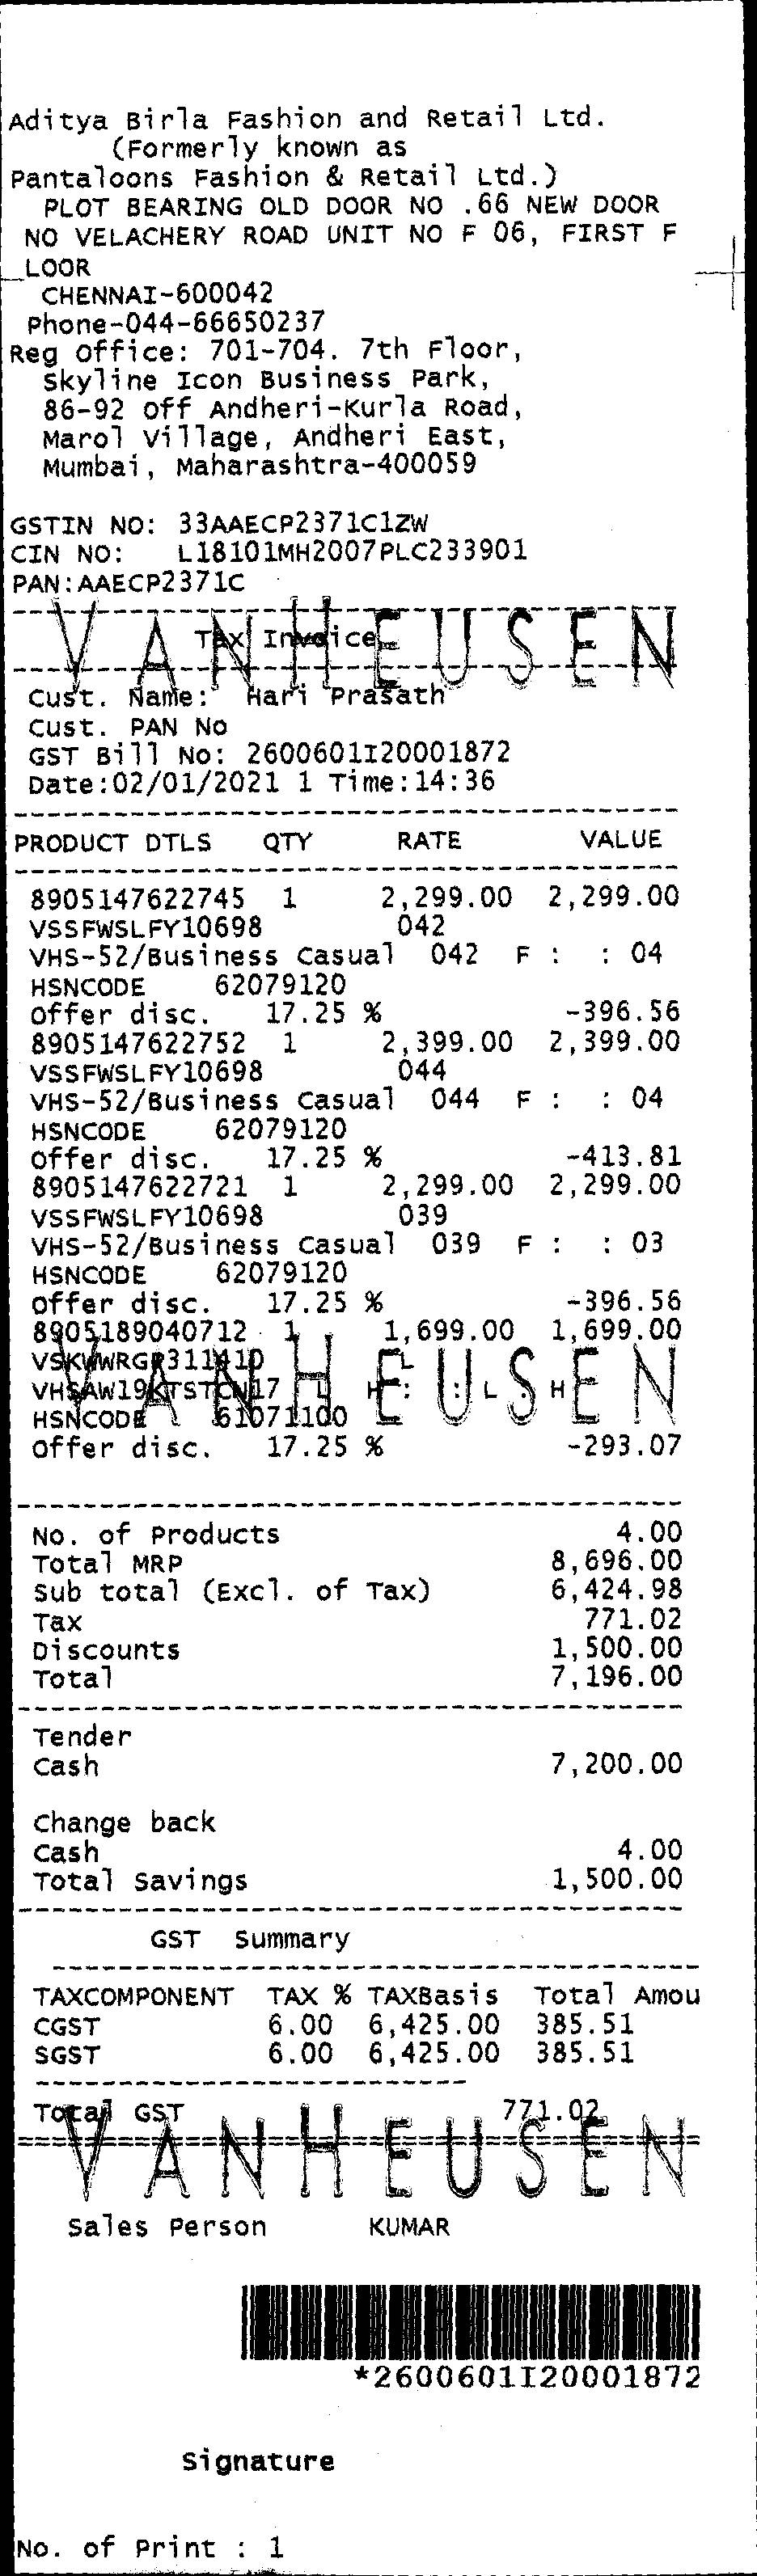 Aditya Birla Fashion and Retail Ltd.
(Formerly known as
Pantaloons Fashion & Retail Ltd.)
PLOT BEARING OLD DOOR NO .66 NEW DOOR
NO VELACHERY ROAD UNIT NO F 06, FIRST F
LOOR
CHENNAI-600042
Phone-044-66650237
Reg Office: 701-704. 7th Floor,
Skyline Icon Business Park,
86-92 Off Andheri-Kurla Road,
Marol Village, Andheri East,
Mumbai, Maharashtra-400059
GSTIN NO: 33AAECP2371C1ZW
CIN NO: L18101MH2007PLC233901
PAN:AAECP2371C
VANHEUSEN
Tax Invoice
Cust. Name: Hari Prasath
Cust. PAN No
GST Bill No: 2600601I20001872
Date:02/01/2021 1 Time:14:36
PRODUCT DTLS QTY RATE VALUE
8905147622745 1 2,299.00 2,299.00
VSSFWSLFY10698 042
VHS-52/Business Casual 042 F : : 04
HSNCODE 62079120
Offer disc. 17.25 % -396.56
8905147622752 1 2,399.00 2,399.00
VSSFWSLFY10698 044
VHS-52/Business Casual 044 F : : 04
HSNCODE 62079120
Offer disc. 17.25 % -413.81
8905147622721 1 2,299.00 2,299.00
VSSFWSLFY10698 039
VHS-52/Business Casual 039 F : : 03
HSNCODE 62079120
Offer disc. 17.25 % -396.56
8905189040712 1 1,699.00 1,699.00
L
VANHEUSEN
L H : : L : H
HSNCODE 61071100
Offer disc. 17.25 % -293.07
No. of Products 4.00
Total MRP 8,696.00
Sub total (Excl. of Tax) 6,424.98
Tax 771.02
Discounts 1,500.00
Total 7,196.00
Tender
Cash 7,200.00
Change back
Cash 4.00
Total Savings 1,500.00
GST Summary
TAXCOMPONENT TAX % TAXBasis Total Amou
CGST 6.00 6,425.00 385.51
SGST 6.00 6,425.00 385.51
Total GST 771.02
VANHEUSEN
Sales Person KUMAR
*2600601I20001872
Signature
No. of Print : 1